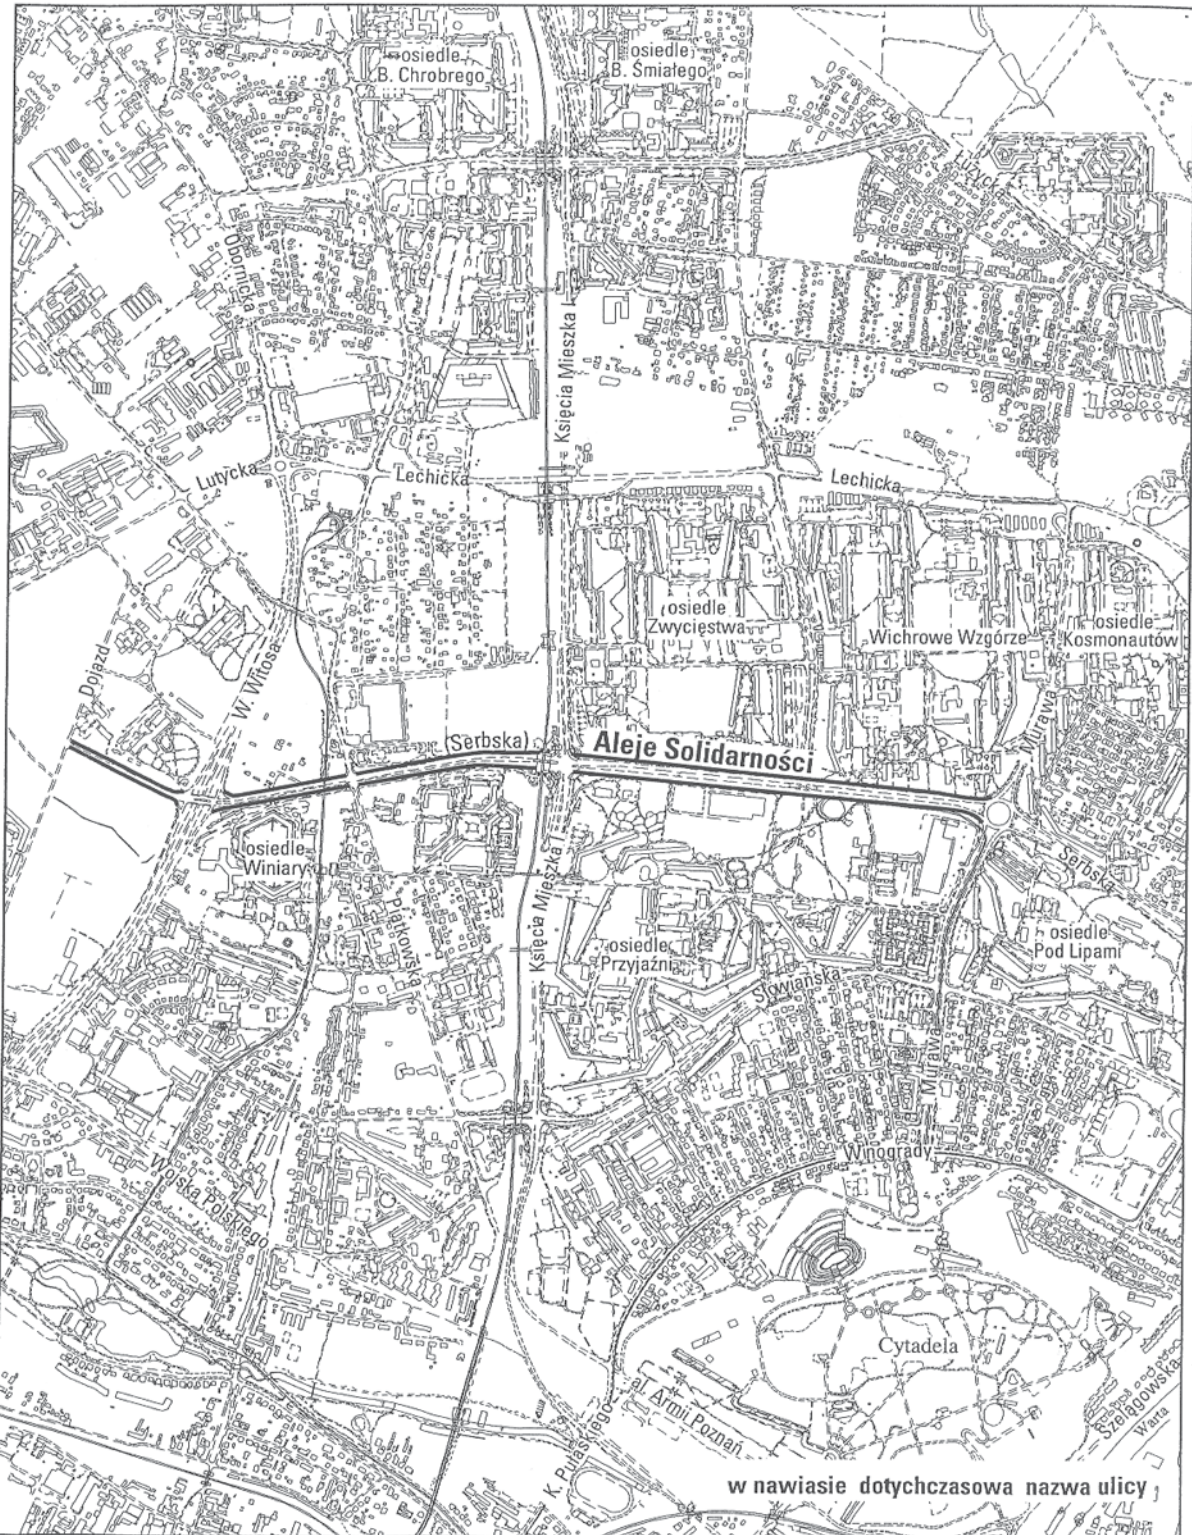 osiedle
B. Chrobrego
osiedle
B. Śmiałego
Obornicka
Księcia Mieszka I
Lutycka
Lechicka
Lechicka
osiedle
Zwycięstwa
Wichrowe Wzgórze
osiedle
Kosmonautów
Dojazd
W. Witosa
(Serbska)
Aleje Solidarności
Murawa
osiedle
Winiary
Serbska
Piątkowska
Księcia Mieszka I
osiedle
Przyjaźni
osiedle
Pod Lipami
Słowiańska
Murawa
Winogrady
Wojska Polskiego
Cytadela
al. Armii Poznań
Szelągowska
Warta
K. Pułaskiego
w nawiasie dotychczasowa nazwa ulicy